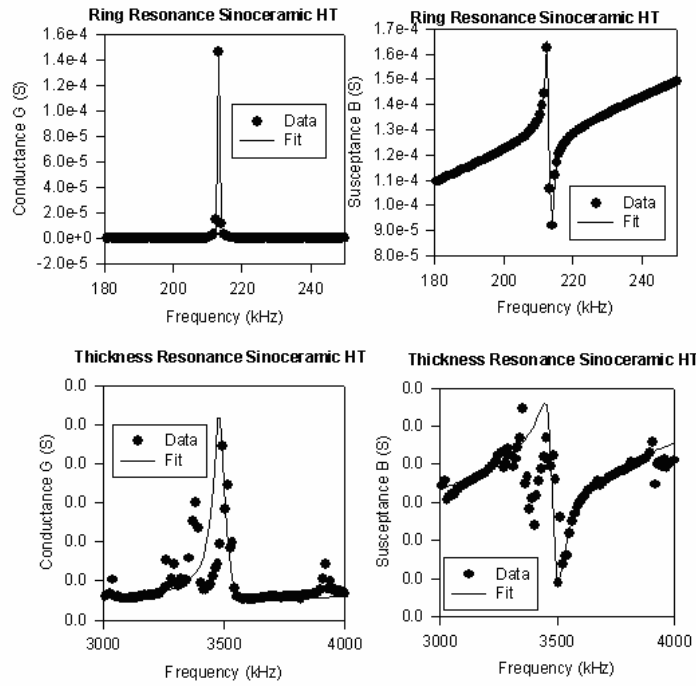 Ring Resonance Sinoceramic HT
1.6e-4
1.4e-4
1.2e-4
1.0e-4
8.0e-5
6.0e-5
4.0e-5
2.0e-5
0.0e+0
-2.0e-5
Conductance G (S)
Data
Fit
180 200 220 240
Frequency (kHz)
Ring Resonance Sinoceramic HT
1.7e-4
1.6e-4
1.5e-4
1.4e-4
1.3e-4
1.2e-4
1.1e-4
1.0e-4
9.0e-5
8.0e-5
Susceptance B (S)
Data
Fit
180 200 220 240
Frequency (kHz)
Thickness Resonance Sinoceramic HT
0.0
0.0
0.0
0.0
0.0
0.0
0.0
Conductance G (S)
Data
Fit
3000 3500 4000
Frequency (kHz)
Thickness Resonance Sinoceramic HT
0.0
0.0
0.0
0.0
0.0
0.0
0.0
Susceptance B (S)
Data
Fit
3000 3500 4000
Frequency (kHz)